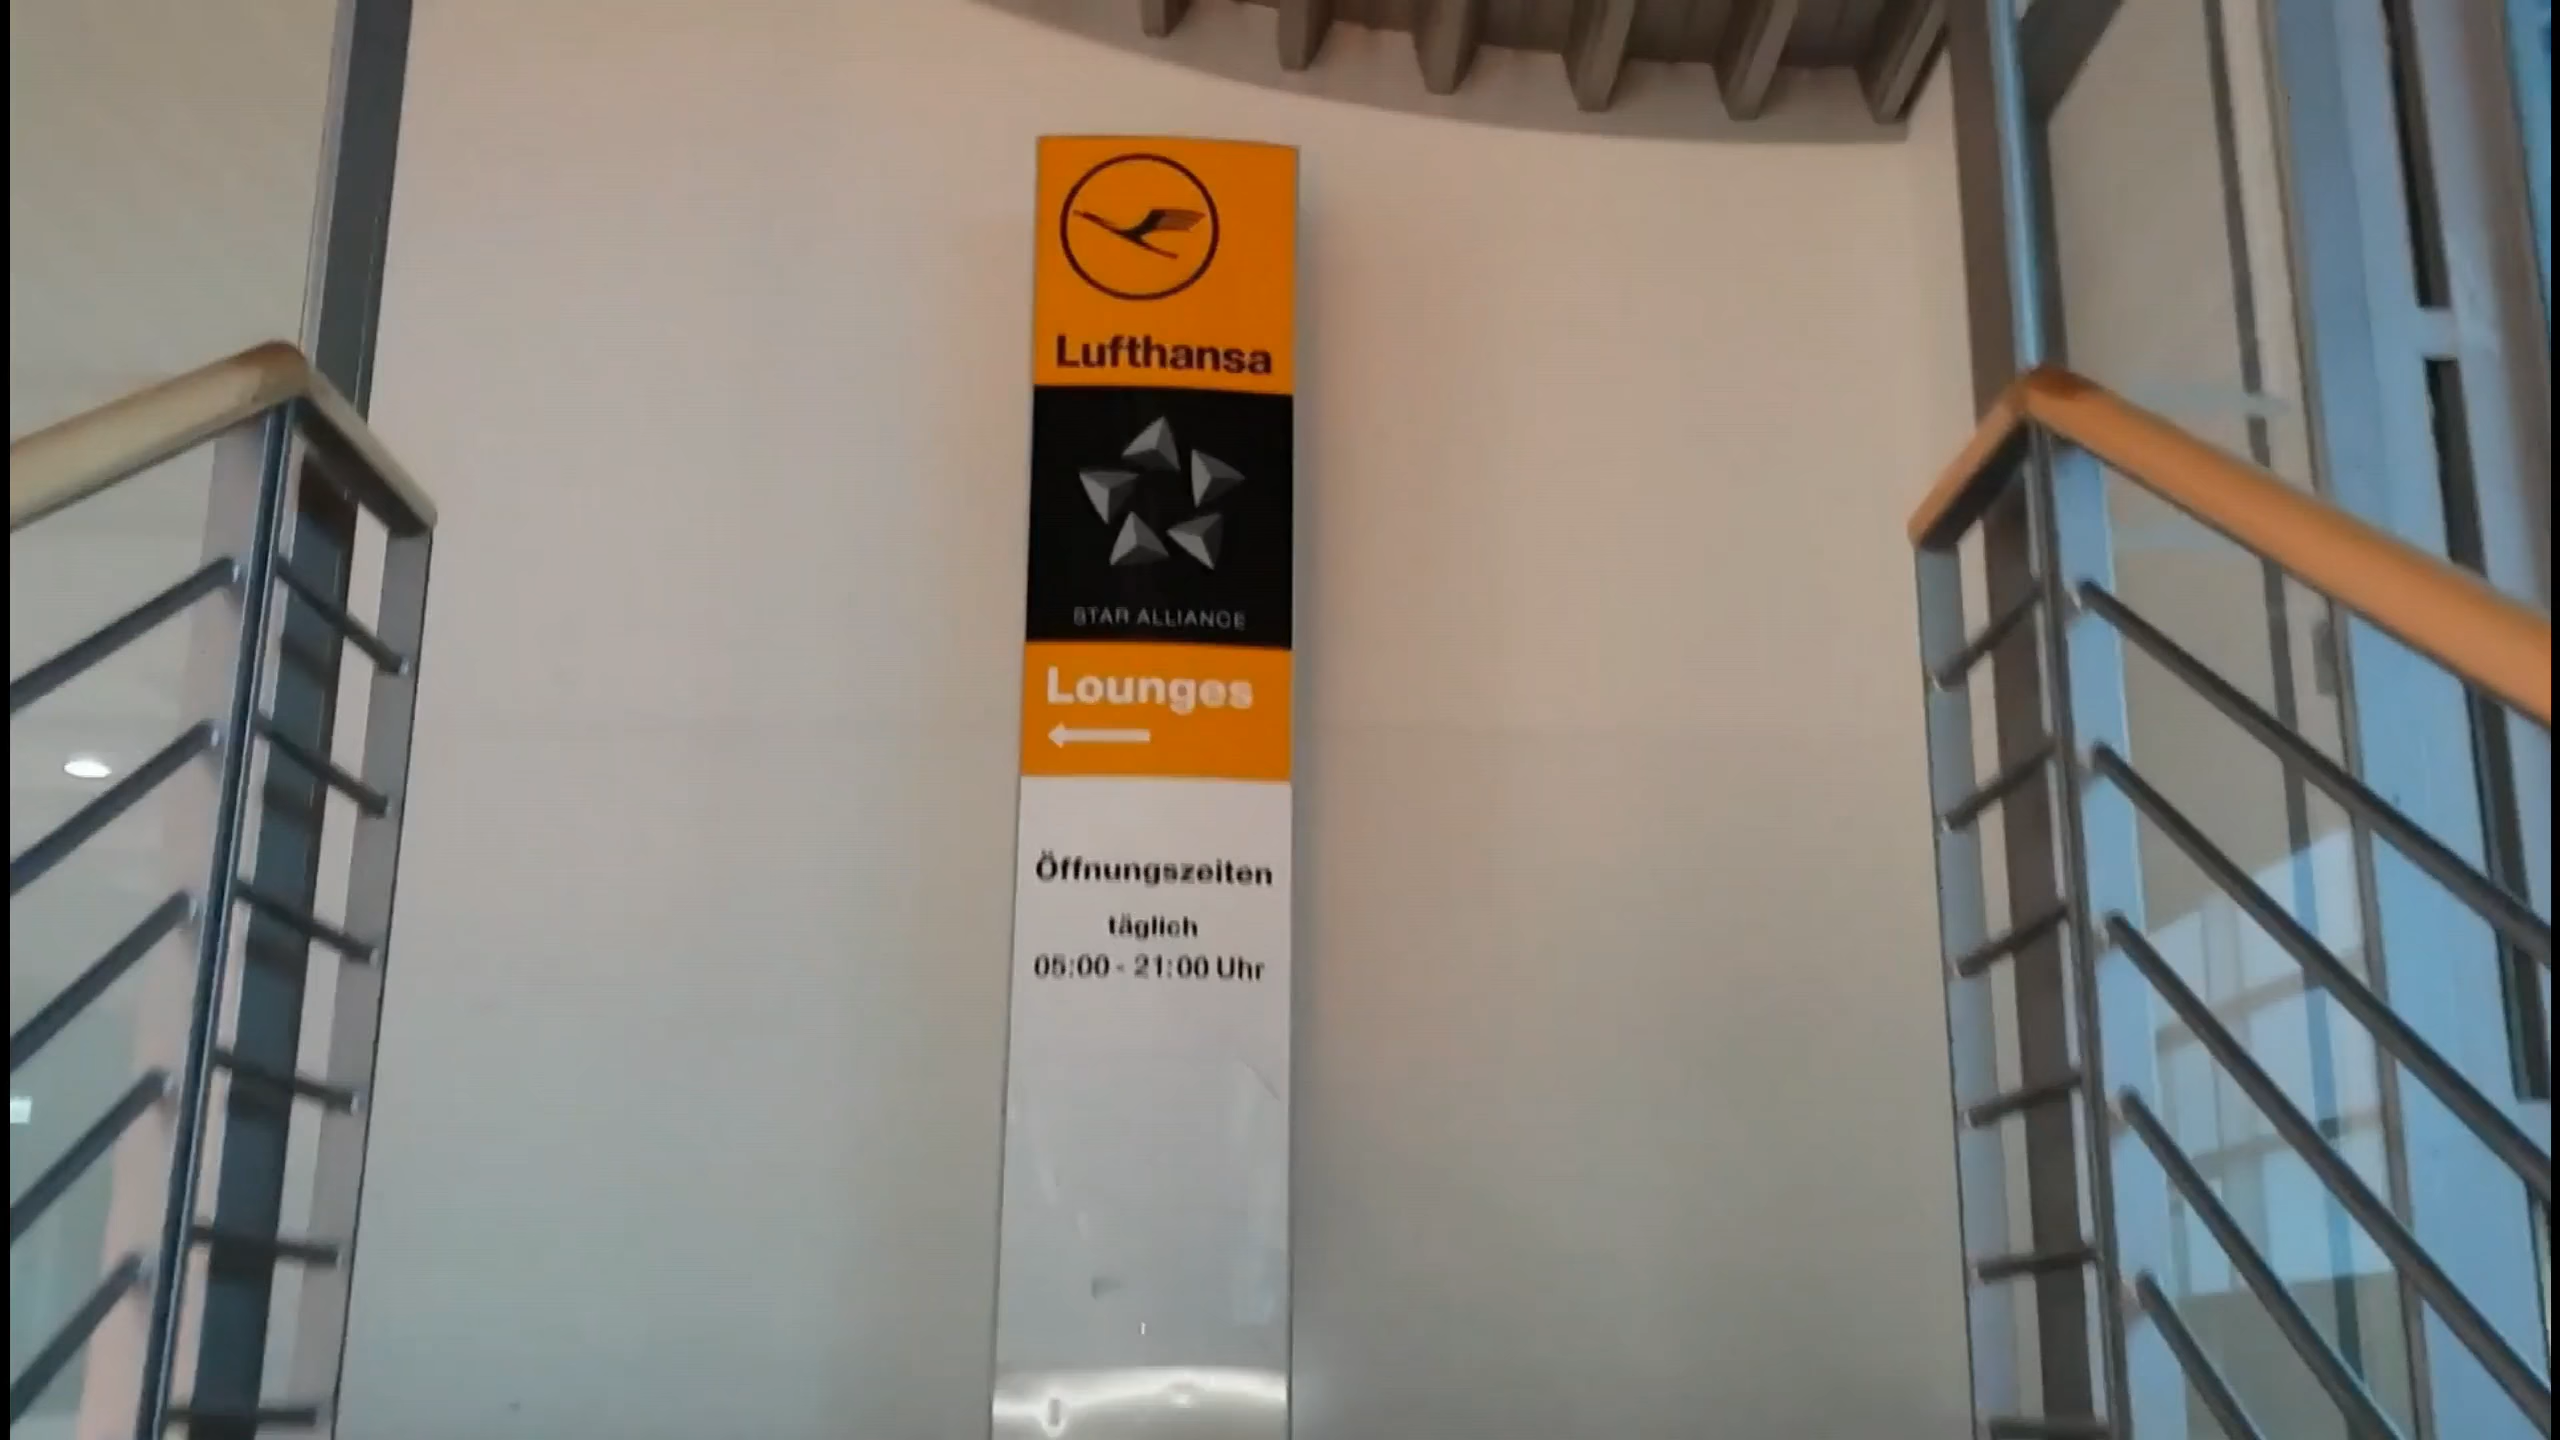 Lufthansa
STAR ALLIANCE
Lounges
Öffnungszeiten
täglich
05:00 - 21:00 Uhr